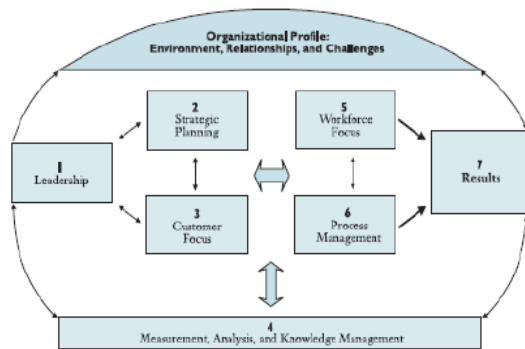 Organizational Profile:
Environment, Relationships, and Challenges
1
Leadership
2
Strategic
Planning
3
Customer
Focus
5
Workforce
Focus
6
Process
Management
7
Results
4
Measurement, Analysis, and Knowledge Management